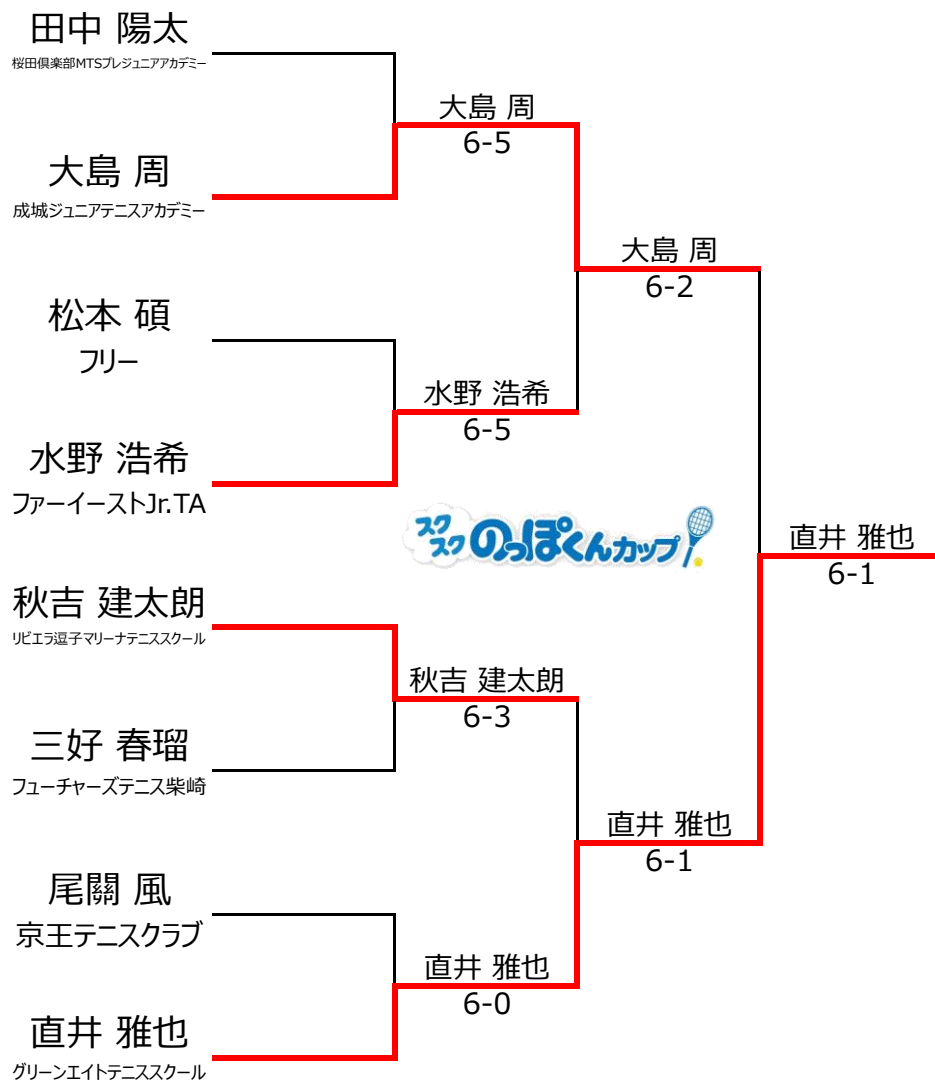 田中 陽太
桜田倶楽部MTSプレジュニアアカデミー
大島 周
6-5
大島 周
成城ジュニアテニスアカデミー
大島 周
6-2
松本 碩
フリー
水野 浩希
6-5
水野 浩希
ファーイーストJr.TA
スクスク
のっぽくんカップ
直井 雅也
6-1
秋吉 建太朗
リビエラ逗子マリーナテニススクール
秋吉 建太朗
6-3
三好 春瑠
フューチャーズテニス柴崎
直井 雅也
6-1
尾關 風
京王テニスクラブ
直井 雅也
6-0
直井 雅也
グリーンエイトテニススクール